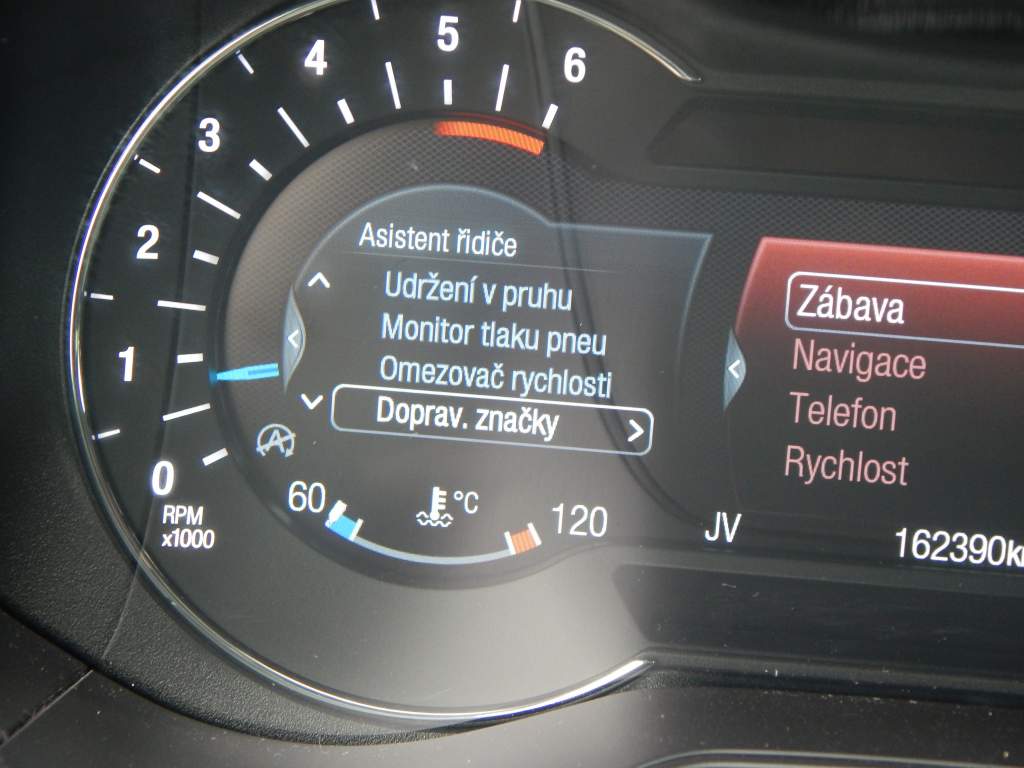 6
5
4
3
2
1
0
RPM
x1000
Asistent řidiče
Udržení v pruhu
Monitor tlaku pneu
Omezovač rychlosti
Doprav. značky
A
60
°C
120
Zábava
Navigace
Telefon
Rychlost
JV
162390k